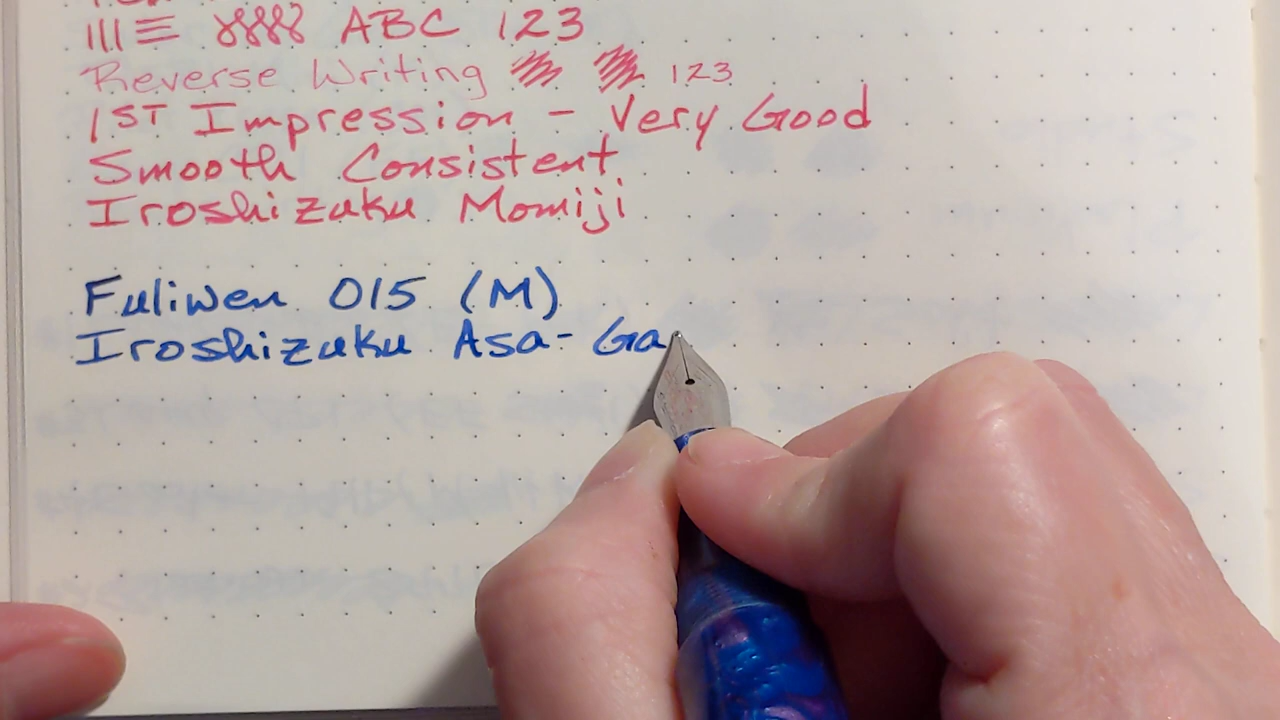 ABC 123
Reverse Writing 123
1ST Impression - Very Good
Smooth Consistent
Iroshizuku Momiji
Fuliwen 015 (M)
Iroshizuku Asa-Ga